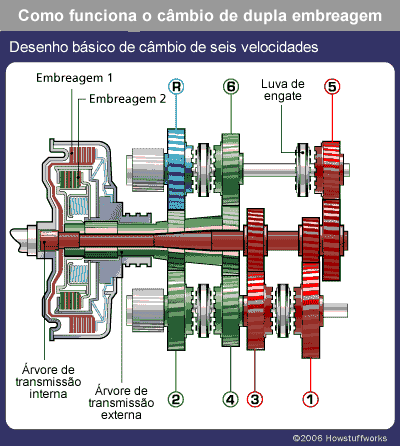 Como funciona o câmbio de dupla embreagem
Desenho básico de câmbio de seis velocidades
Embreagem 1
Embreagem 2
R
6
Luva de
engate
5
Árvore de
transmissão
interna
Árvore de
transmissão
externa
2
4
3
1
©2006 Howstuffworks